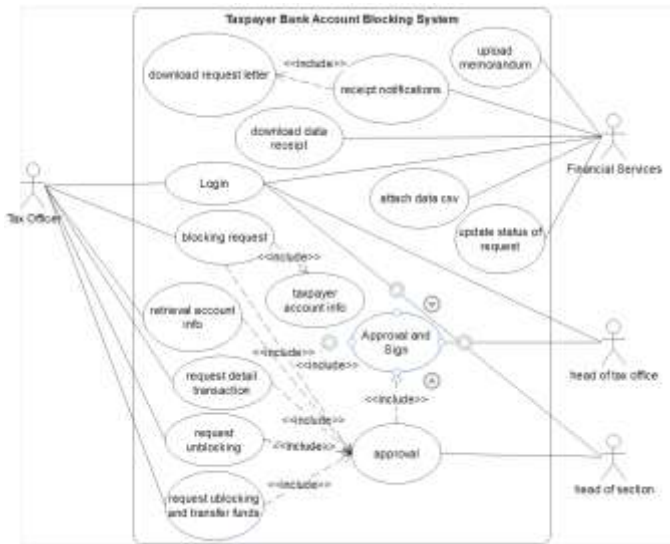 Taxpayer Bank Account Blocking System
upload
memorandum
<<include>>
download request letter
receipt notifications
download data
receipt
Financial Services
Login
Tax Officer
attach data csv
blocking request
update status of
request
<<include>>
taxpayer
account info
retrieval account
info
Approval and
Sign
<<include>>
<<include>>
head of tax office
request detail
transaction
<<include>>
request
unblocking
<<include>>
approval
<<include>>
head of section
request ublocking
and transfer funds